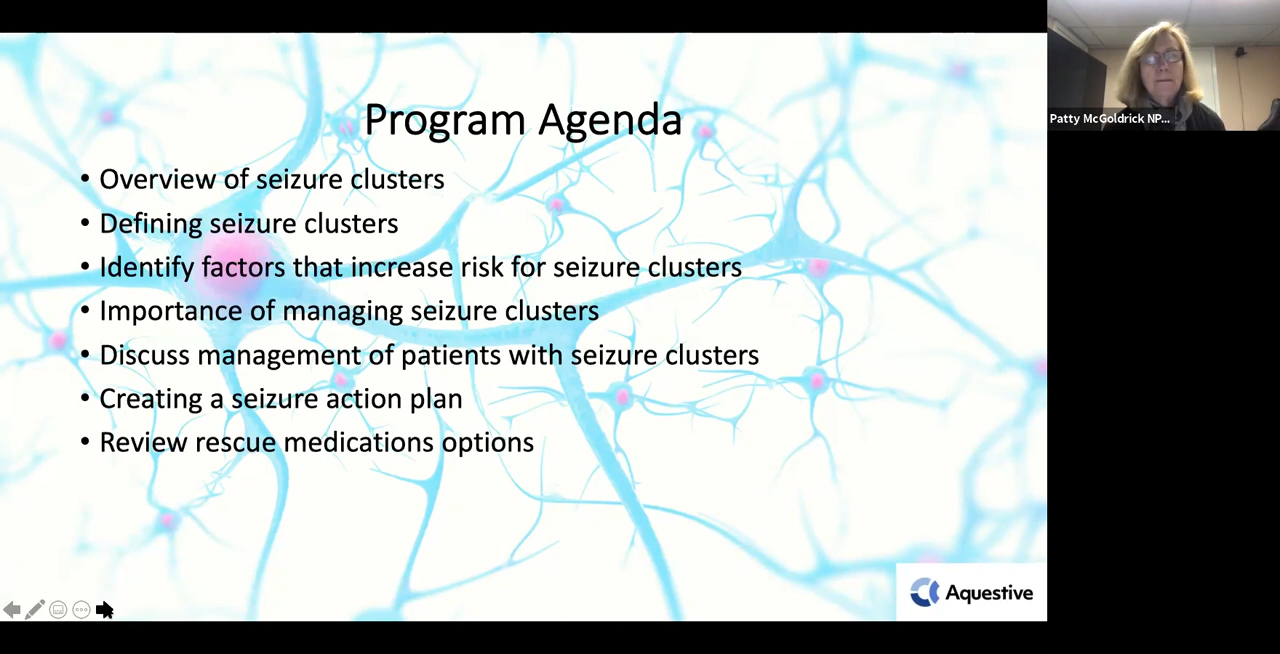 Program Agenda
• Overview of seizure clusters
• Defining seizure clusters
• Identify factors that increase risk for seizure clusters
• Importance of managing seizure clusters
• Discuss management of patients with seizure clusters
• Creating a seizure action plan
• Review rescue medications options
Aquestive
Patty McGoldrick NP...